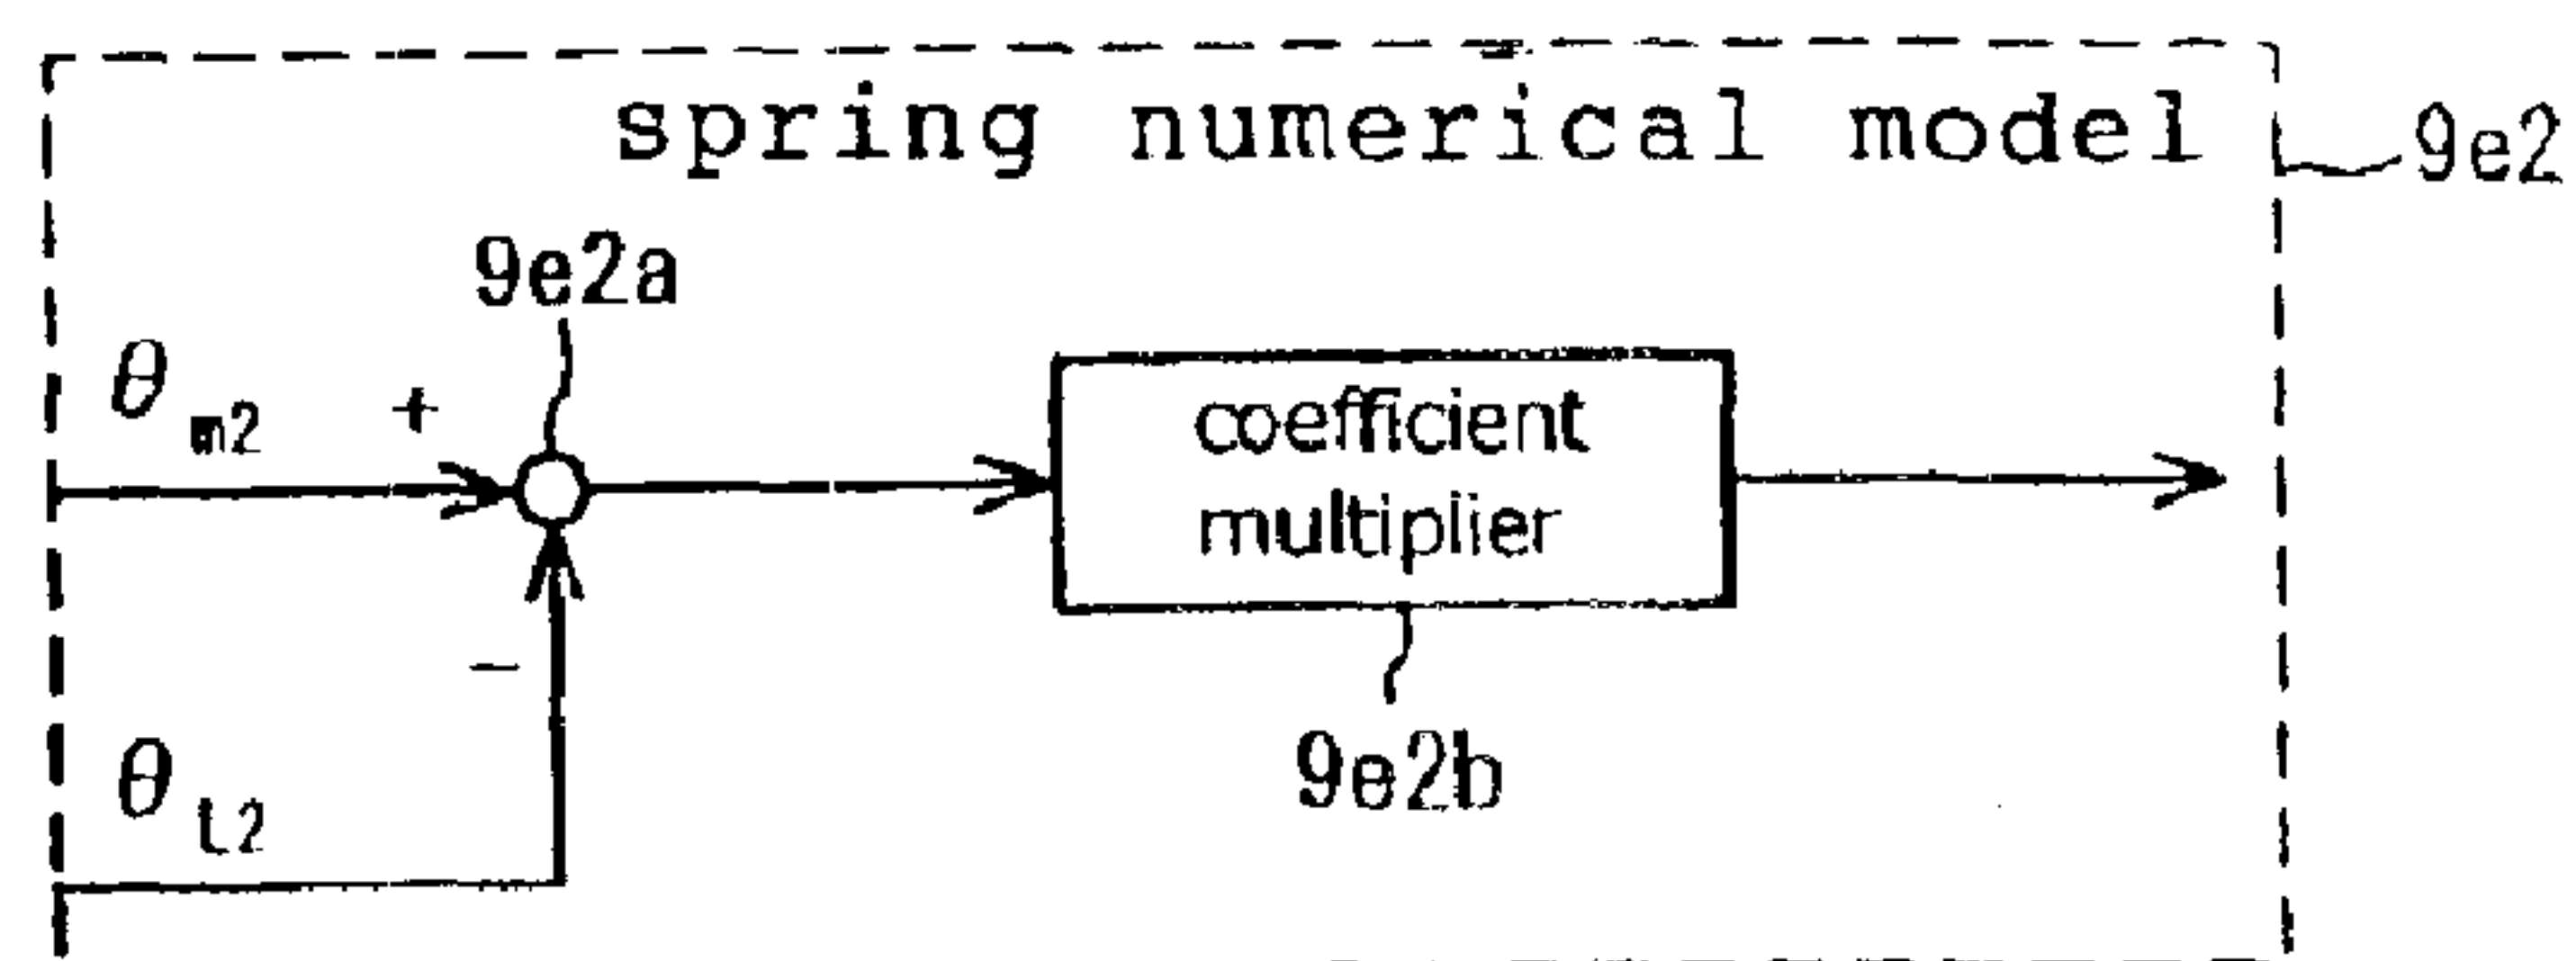 spring numerical model
9e2
9e2a
θm2
+
coefficient
multiplier
−
9e2b
θt2